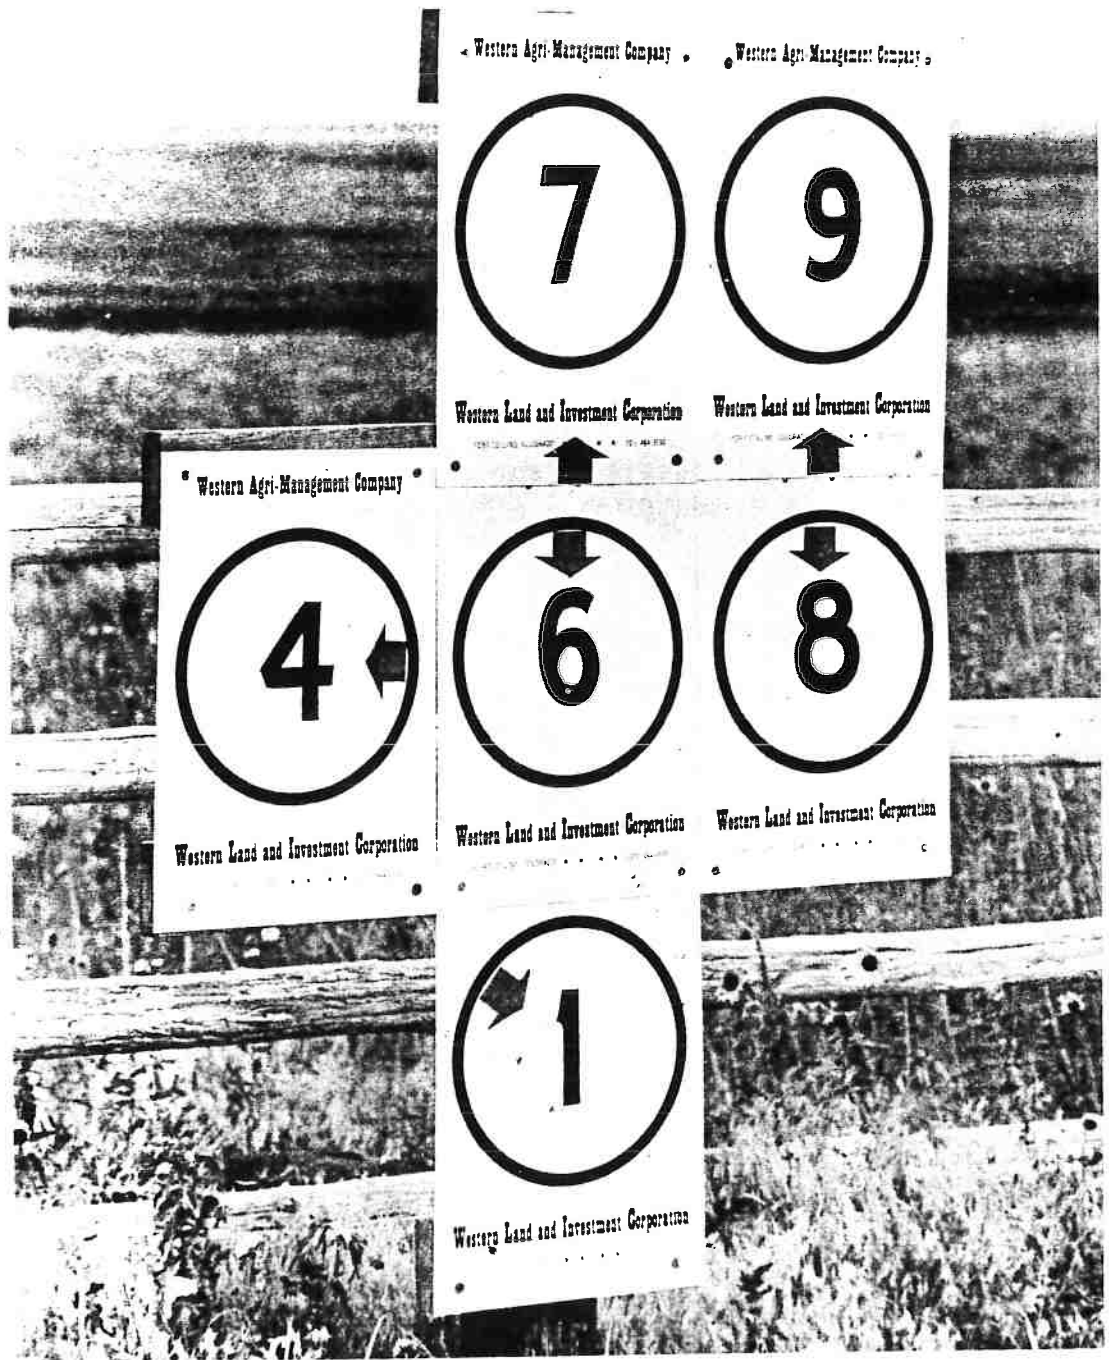 Western Agri-Management Company
7
Western Land and Investment Corporation
Western Agri-Management Company
9
Western Land and Investment Corporation
Western Agri-Management Company
4
Western Land and Investment Corporation
6
Western Land and Investment Corporation
8
Western Land and Investment Corporation
1
Western Land and Investment Corporation